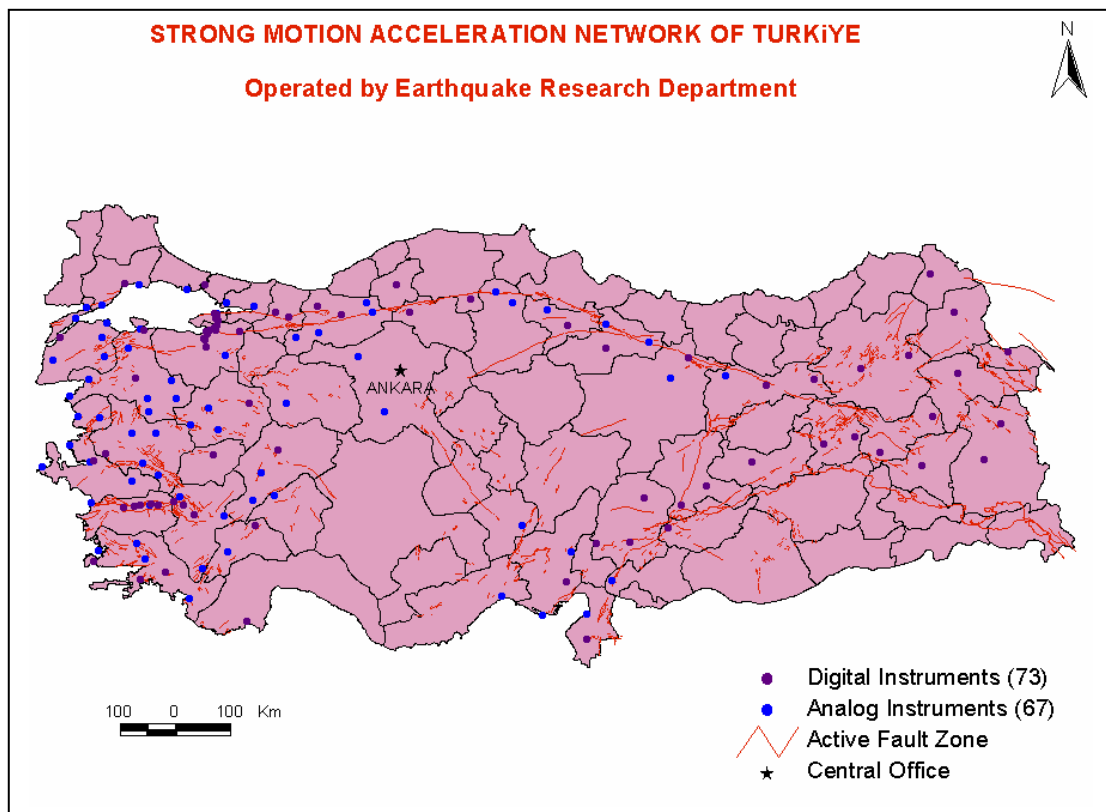 STRONG MOTION ACCELERATION NETWORK OF TURKiYE
Operated by Earthquake Research Department
N
ANKARA
Digital Instruments (73)
Analog Instruments (67)
Active Fault Zone
Central Office
100 0 100 Km